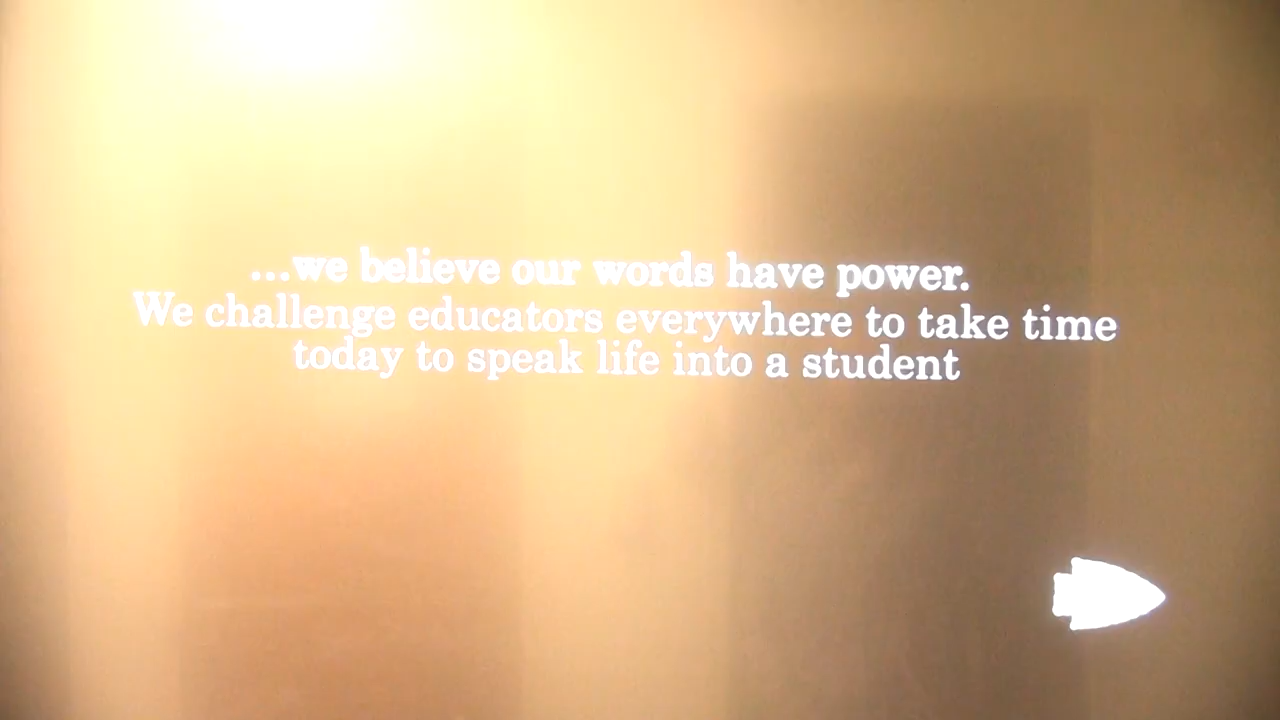 ...we believe our words have power.
We challenge educators everywhere to take time
today to speak life into a student